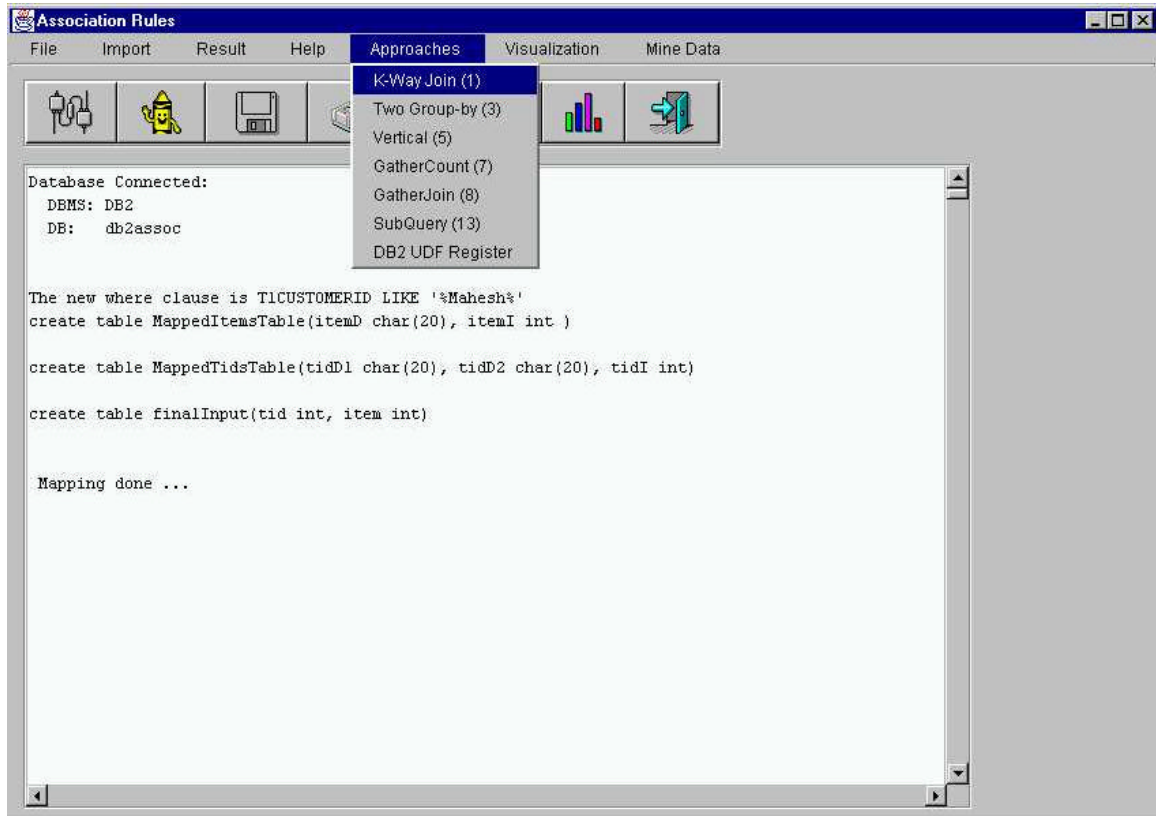 Association Rules
File Import Result Help Approaches Visualization Mine Data
K-Way Join (1)
Two Group-by (3)
Vertical (5)
GatherCount (7)
GatherJoin (8)
SubQuery (13)
DB2 UDF Register
Database Connected:
DBMS: DB2
DB: db2assoc
The new where clause is T1CUSTOMERID LIKE '%Mahesh%'
create table MappedItemsTable(itemD char(20), itemI int )
create table MappedTidsTable(tidD1 char(20), tidD2 char(20), tidI int)
create table finalInput(tid int, item int)
Mapping done ...